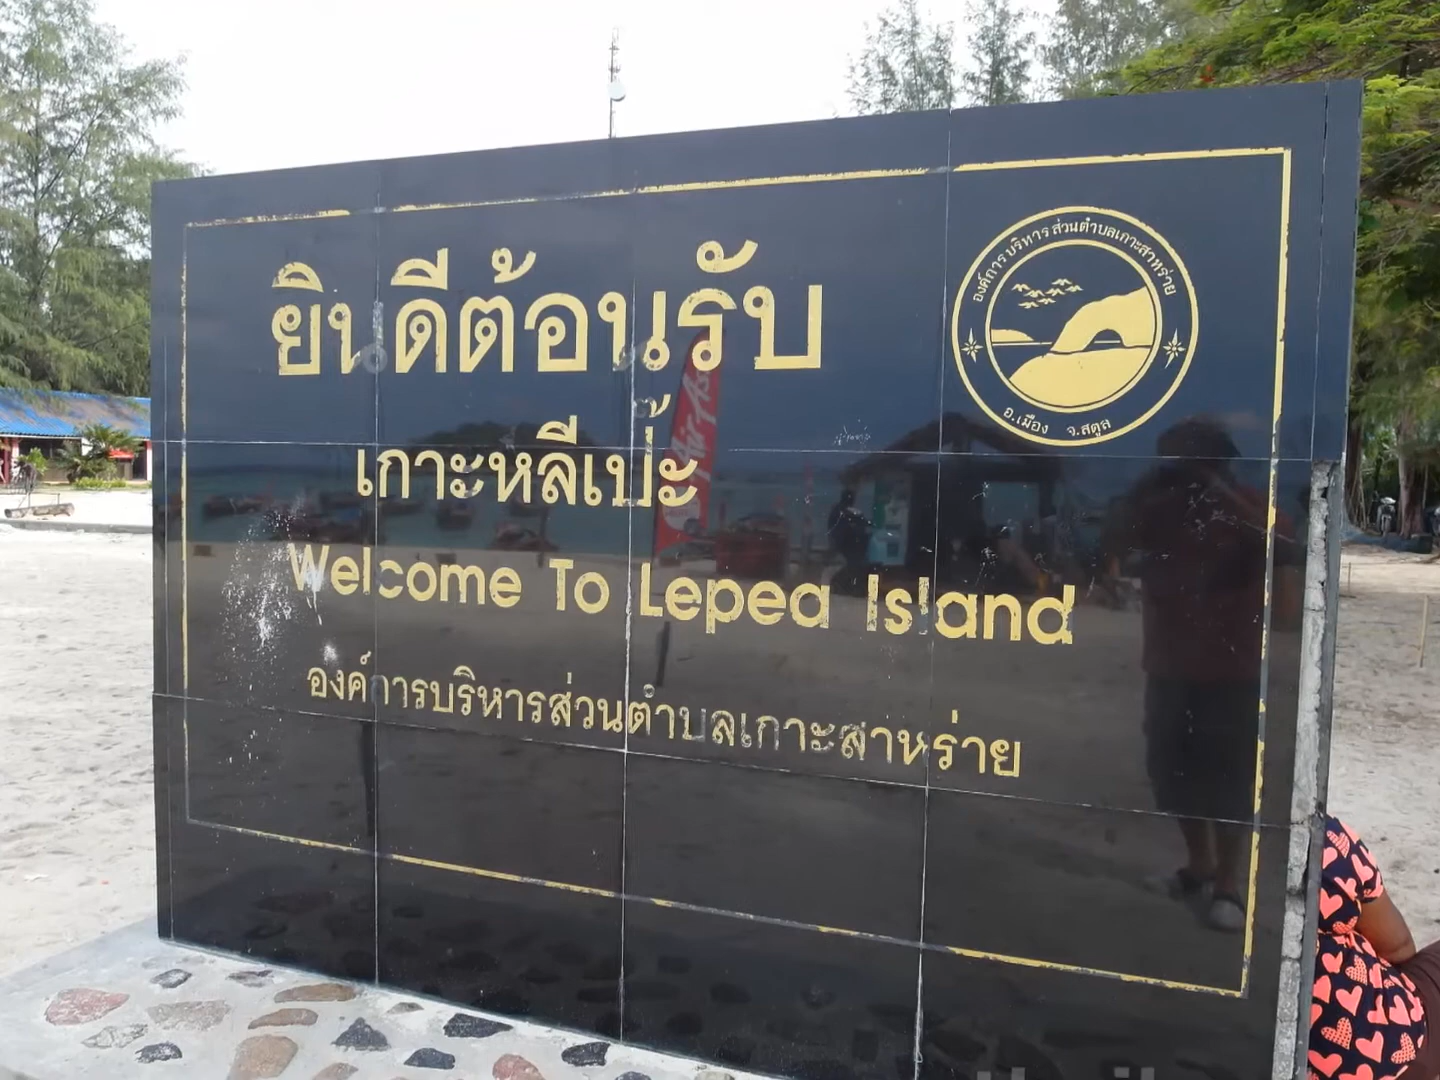 ยินดีต้อนรับ
เกาะหลีเป๊ะ
Welcome To Lepea Island
องค์การบริหารส่วนตำบลเกาะสาหร่าย
องค์การบริหารส่วนตำบลเกาะสาหร่าย
อ.เมือง จ.สตูล